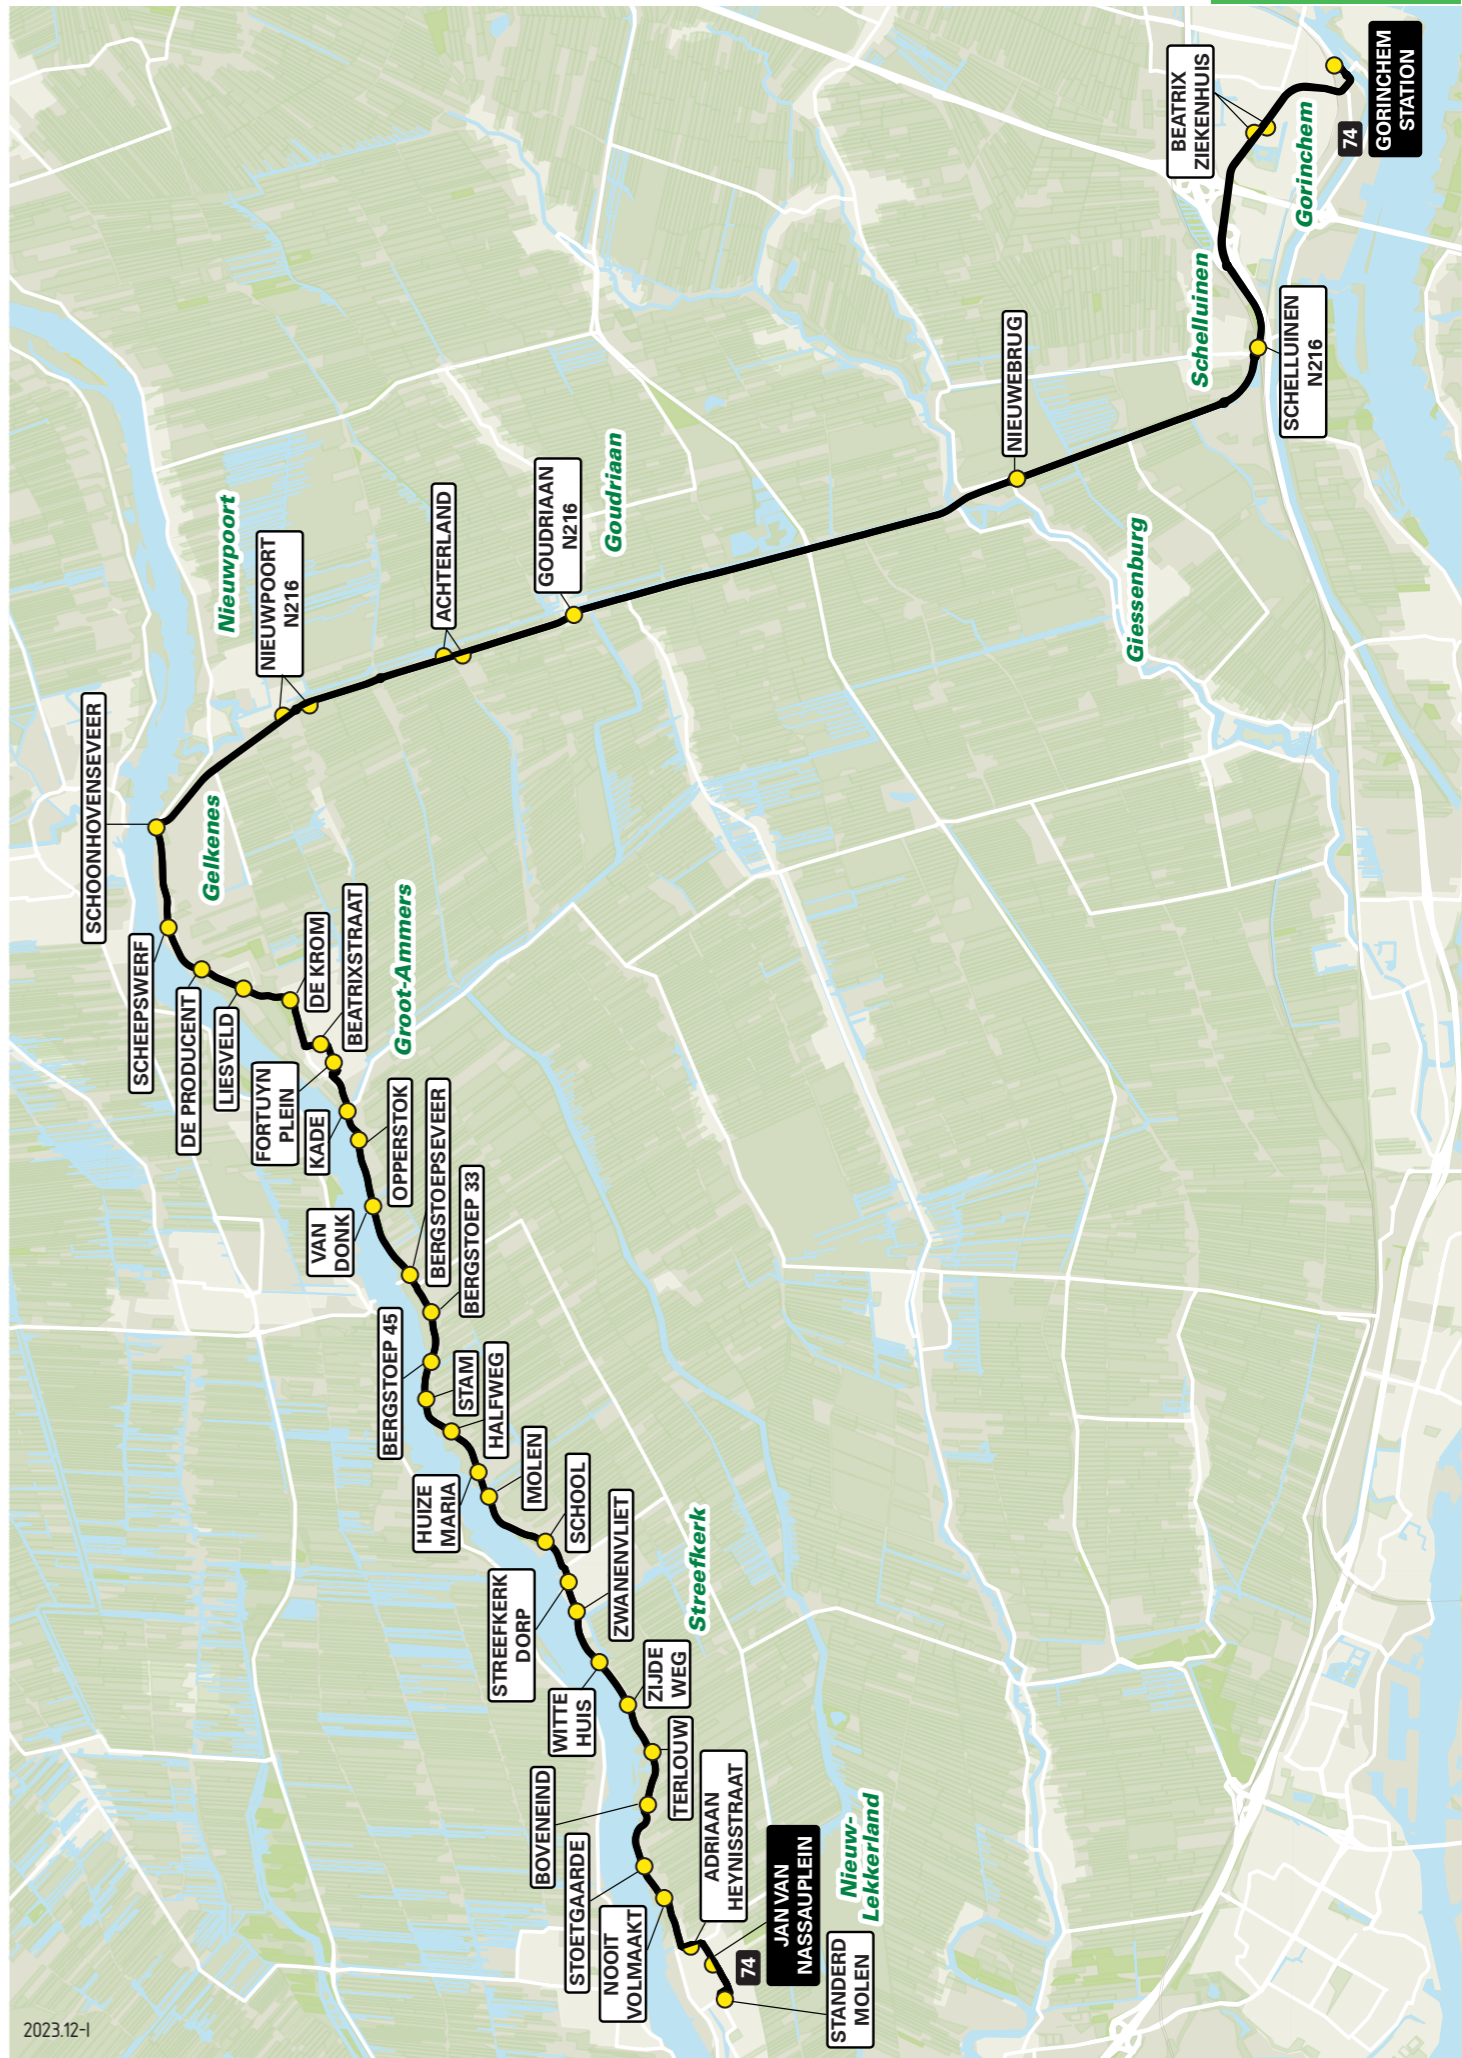 GORINCHEM
STATION
74
BEATRIX
ZIEKENHUIS
Gorinchem
Schelluinen
SCHELLUINEN
N216
NIEUWEBRUG
Giessenburg
Goudriaan
GOUDRIAAN
N216
ACHTERLAND
Nieuwpoort
NIEUWPOORT
N216
SCHOONHOVENSEVEER
Gelkenes
SCHEEPSWERF
DE PRODUCENT
LIESVELD
DE KROM
BEATRIXSTRAAT
Groot-Ammers
FORTUYN
PLEIN
KADE
OPPERSTOK
VAN
DONK
BERGSTOEPSEVEER
BERGSTOEP 33
BERGSTOEP 45
STAM
HALFWEG
HUIZE
MARIA
MOLEN
SCHOOL
STREEFKERK
DORP
ZWANENVLIET
Streefkerk
WITTE
HUIS
ZIJDE
WEG
TERLOUW
BOVENEIND
STOETGAARDE
NOOIT
VOLMAAKT
ADRIAAN
HEYNISSTRAAT
JAN VAN
NASSAUPLEIN
74
Nieuw-
Lekkerland
STANDERD
MOLEN
2023.12-I